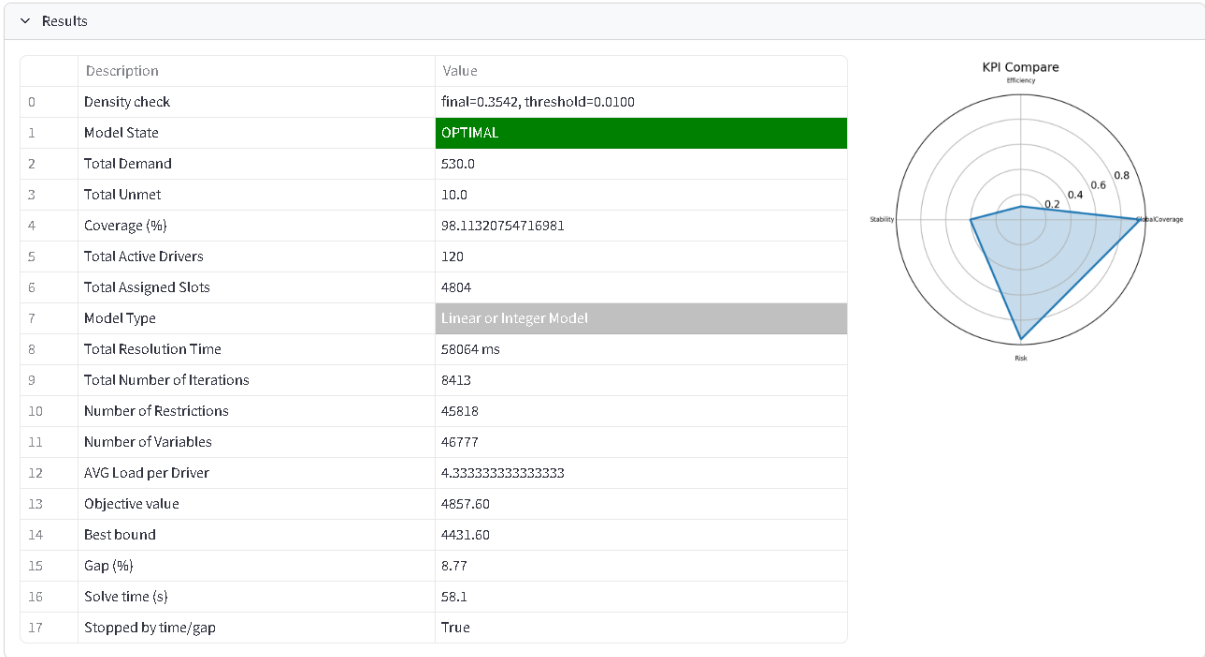 Results
Description Value
0 Density check final=0.3542, threshold=0.0100
1 Model State OPTIMAL
2 Total Demand 530.0
3 Total Unmet 10.0
4 Coverage (%) 98.11320754716981
5 Total Active Drivers 120
6 Total Assigned Slots 4804
7 Model Type Linear or Integer Model
8 Total Resolution Time 58064 ms
9 Total Number of Iterations 8413
10 Number of Restrictions 45818
11 Number of Variables 46777
12 AVG Load per Driver 4.333333333333333
13 Objective value 4857.60
14 Best bound 4431.60
15 Gap (%) 8.77
16 Solve time (s) 58.1
17 Stopped by time/gap True
KPI Compare
Efficiency
0.8
0.6
0.4
0.2
Stability
GlobalCoverage
Risk